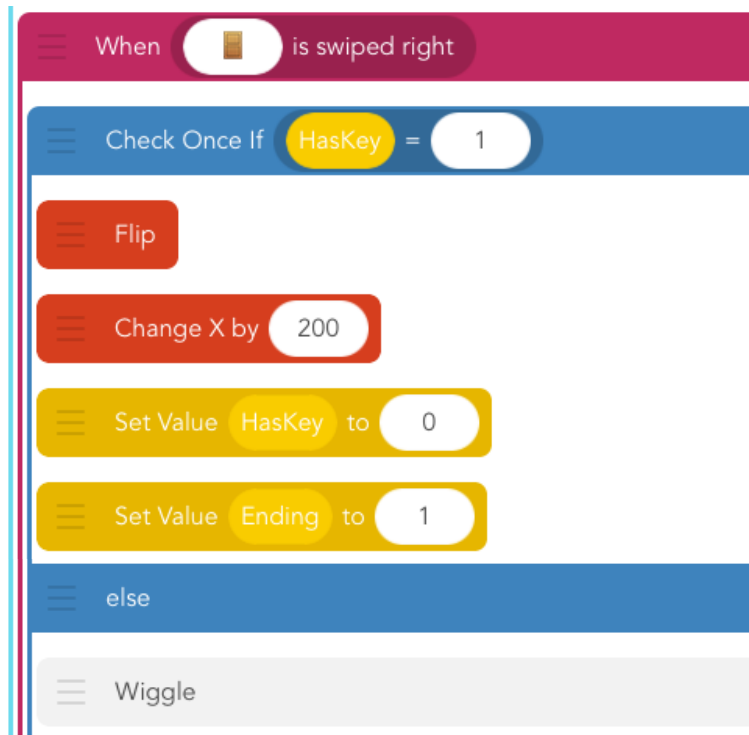 When is swiped right
Check Once If HasKey = 1
Flip
Change X by 200
Set Value HasKey to 0
Set Value Ending to 1
else
Wiggle